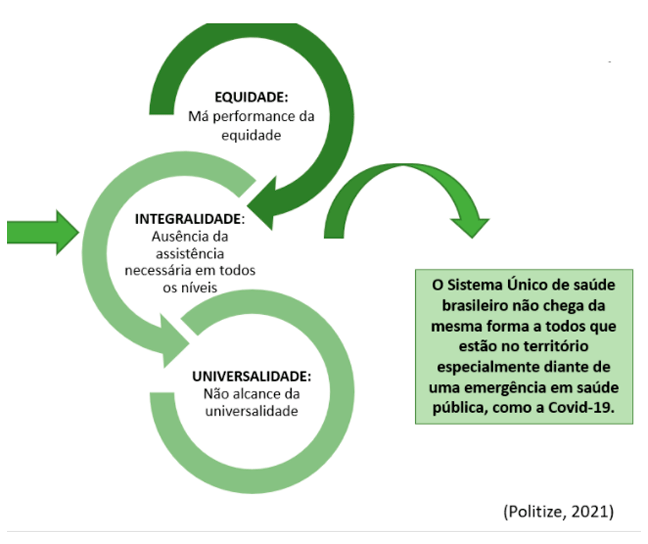 EQUIDADE:
Má performance da
equidade
INTEGRALIDADE:
Ausência da
assistência
necessária em todos
os níveis
UNIVERSALIDADE:
Não alcance da
universalidade
O Sistema Único de saúde
brasileiro não chega da
mesma forma a todos que
estão no território
especialmente diante de
uma emergência em saúde
pública, como a Covid-19.
(Politize, 2021)